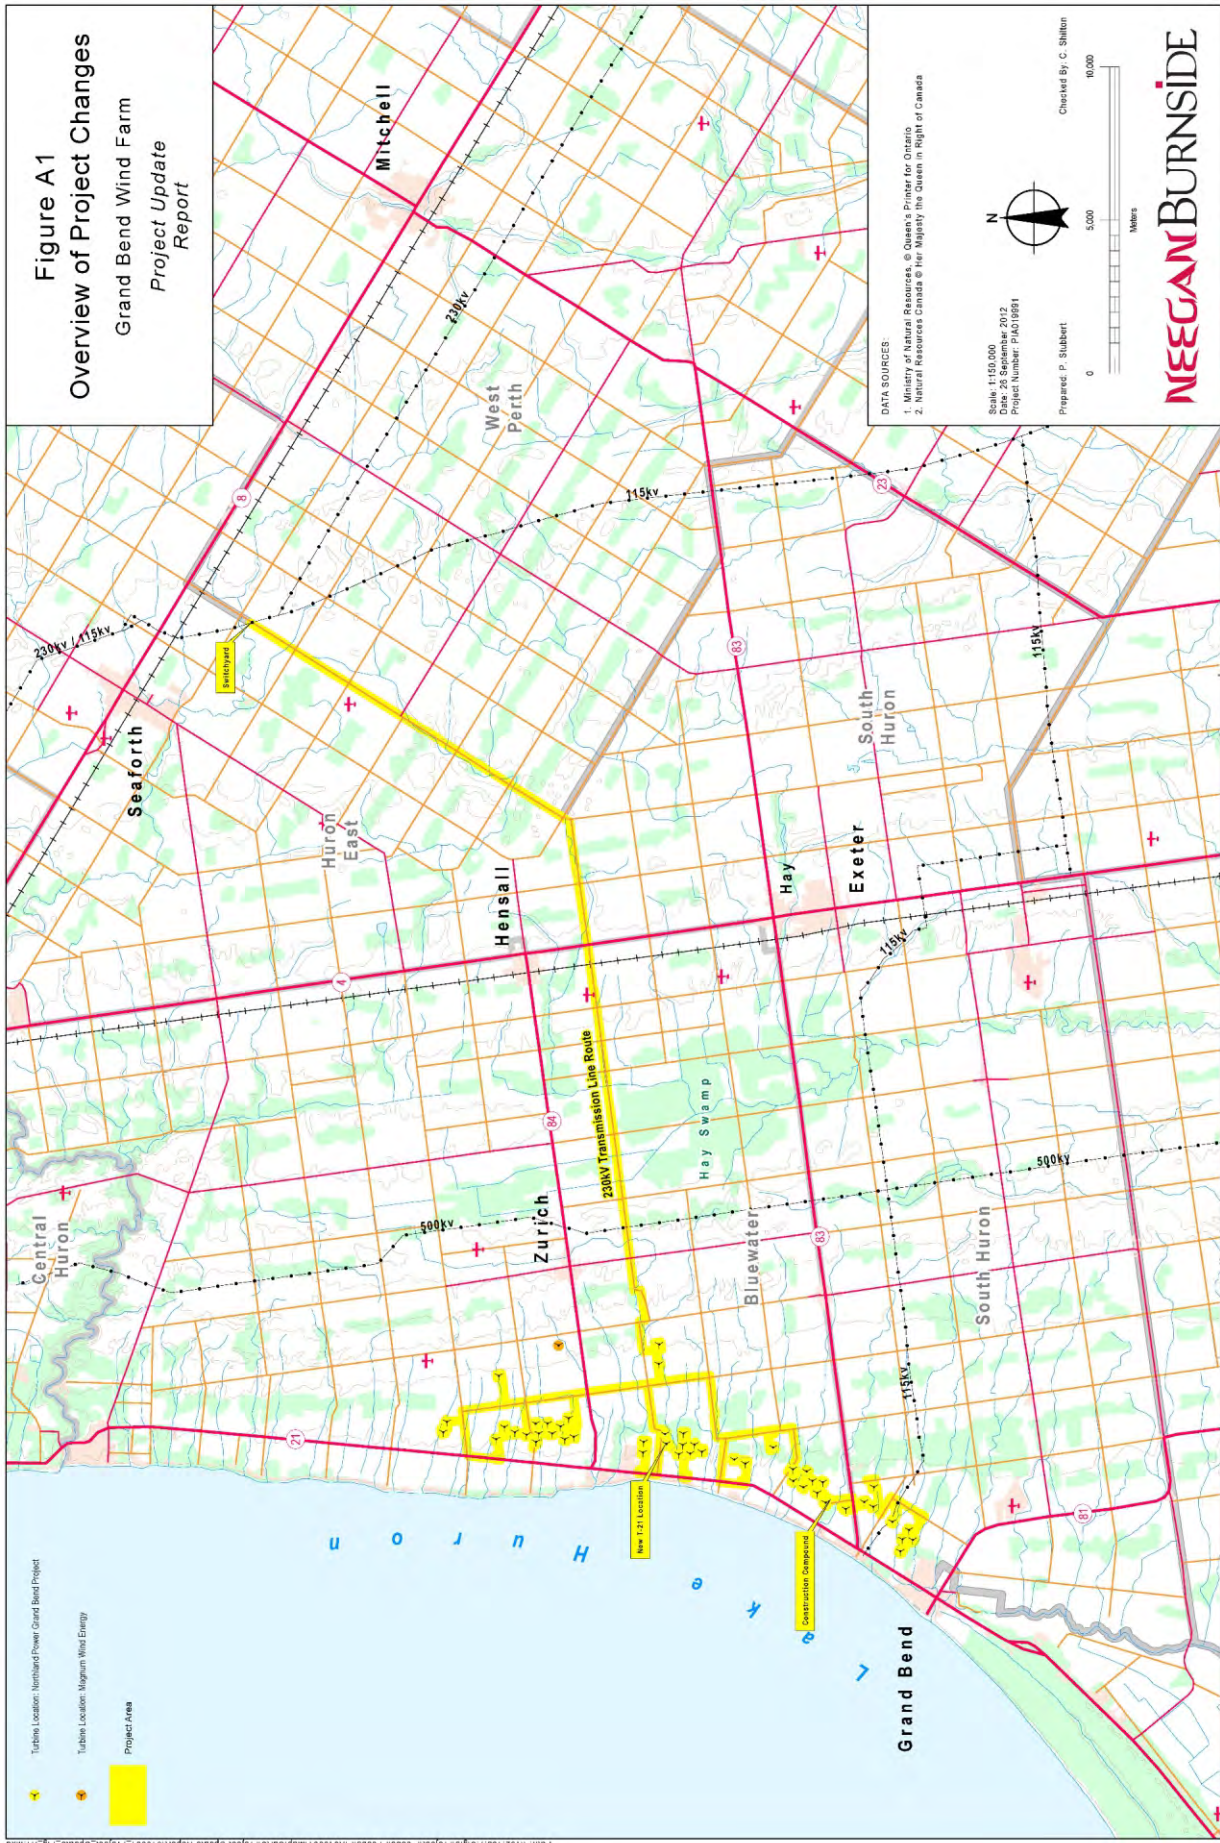 Figure A1
Overview of Project Changes
Grand Bend Wind Farm
Project Update
Report
Turbine Location: Northland Power Grand Bend Project
Turbine Location: Magnum Wind Energy
Project Area
Mitchell
230kv
West
Perth
8
230kv / 115kv
Switchyard
Seaforth
115kv
23
83
115kv
South
Huron
Huron
East
Hensall
Hay
Exeter
4
115kv
230kV Transmission Line Route
84
Hay Swamp
500kv
Central
Huron
500kv
Zurich
Bluewater
83
South Huron
115kv
21
New T-21 Location
Construction Compound
81
Lake Huron
Grand Bend
DATA SOURCES:
1. Ministry of Natural Resources, © Queen's Printer for Ontario
2. Natural Resources Canada © Her Majesty the Queen in Right of Canada
Scale: 1:150,000
Date: 26 September 2012
Project Number: PIA019991
N
Prepared: P. Stubbert
Checked By: C. Shilton
0 5,000 10,000
Meters
NEEGAN BURNSIDE